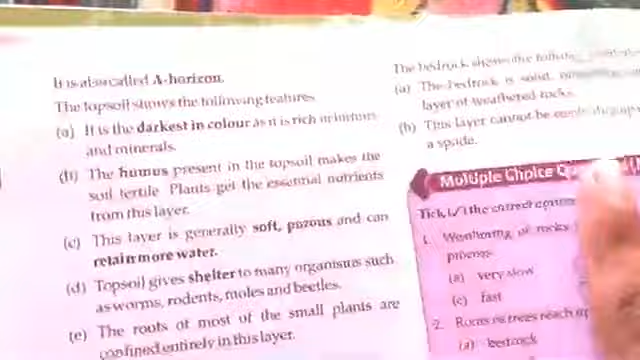 It is also called A-horizon.
The topsoil shows the following features
(a) It is the darkest in colour as it is rich in humus
and minerals.
(b) The humus present in the topsoil makes the
soil fertile. Plants get the essential nutrients
from this layer.
(c) This layer is generally soft, porous and can
retain more water.
(d) Topsoil gives shelter to many organisms such
as worms, rodents, moles and beetles.
(e) The roots of most of the small plants are
confined entirely in this layer.
The bedrock shows the following
(a) The bedrock is solid,
layer of weathered rocks.
(b) This layer cannot be
a spade.
Multiple Choice
Tick (✓) the correct
1. Weathering of rocks
process.
(a) very slow
(c) fast
2. Roots of trees reach
(a) bedrock